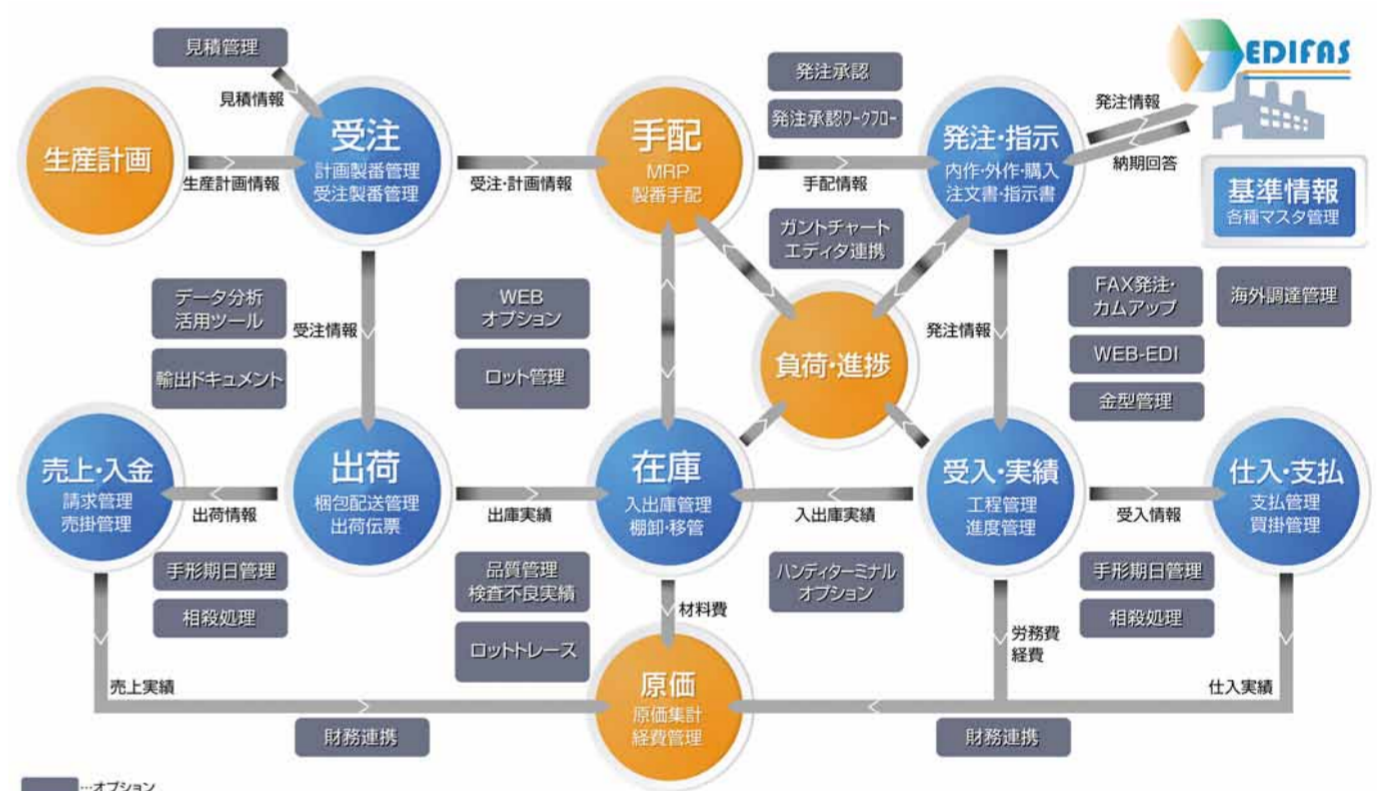 見積管理
見積情報
生産計画
生産計画情報
受注
計画製番管理
受注製番管理
受注・計画情報
手配
MRP
製番手配
発注承認
発注承認ワークフロー
手配情報
発注・指示
内作・外作・購入
注文書・指示書
発注情報
納期回答
EDIFAS
基準情報
各種マスタ管理
ガントチャート
エディタ連携
データ分析
活用ツール
輸出ドキュメント
受注情報
WEB
オプション
ロット管理
負荷・進捗
発注情報
FAX発注・
カムアップ
海外調達管理
WEB-EDI
金型管理
売上・入金
請求管理
売掛管理
出荷情報
出荷
梱包配送管理
出荷伝票
出庫実績
在庫
入出庫管理
棚卸・移管
入出庫実績
受入・実績
工程管理
進度管理
受入情報
仕入・支払
支払管理
買掛管理
手形期日管理
相殺処理
品質管理
検査不良実績
ロットトレース
材料費
ハンディターミナル
オプション
労務費
経費
手形期日管理
相殺処理
売上実績
財務連携
原価
原価集計
経費管理
財務連携
仕入実績
…オプション